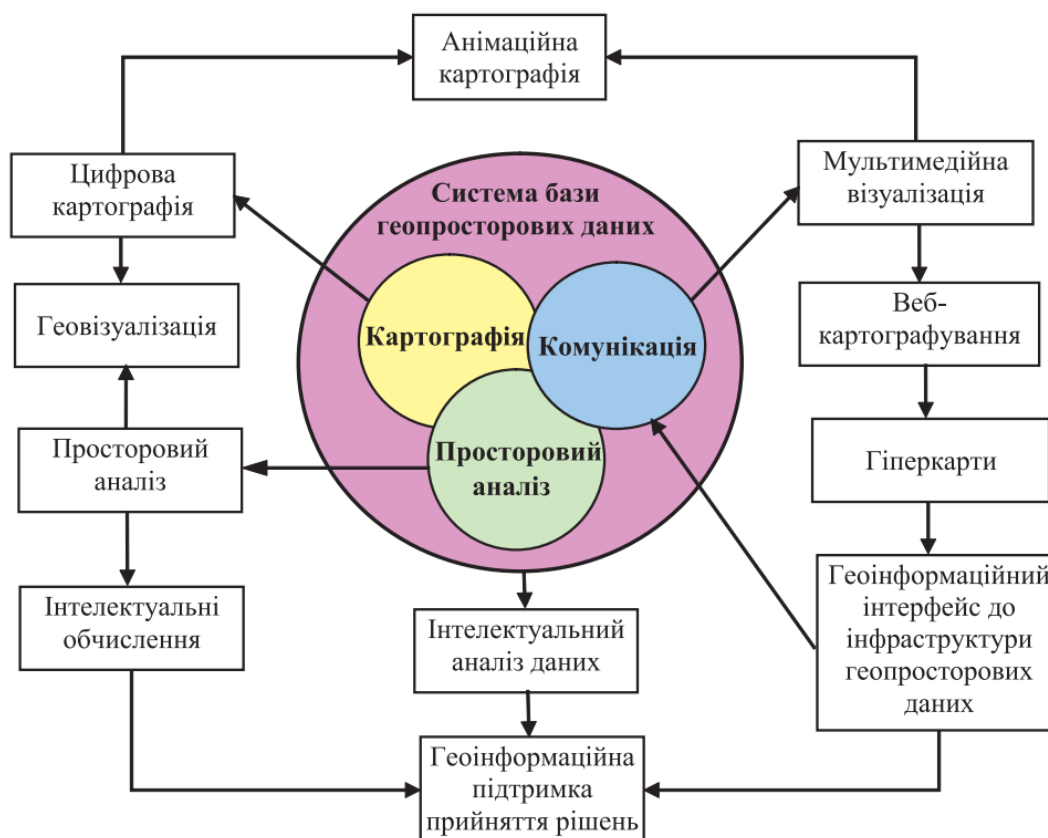 Анімаційна
картографія
Цифрова
картографія
Мультимедійна
візуалізація
Система бази
геопросторових даних
Геовізуалізація
Картографія
Комунікація
Веб-
картографування
Просторовий
аналіз
Просторовий
аналіз
Гіперкарти
Інтелектуальні
обчислення
Інтелектуальний
аналіз даних
Геоінформаційний
інтерфейс до
інфраструктури
геопросторових
даних
Геоінформаційна
підтримка
прийняття рішень